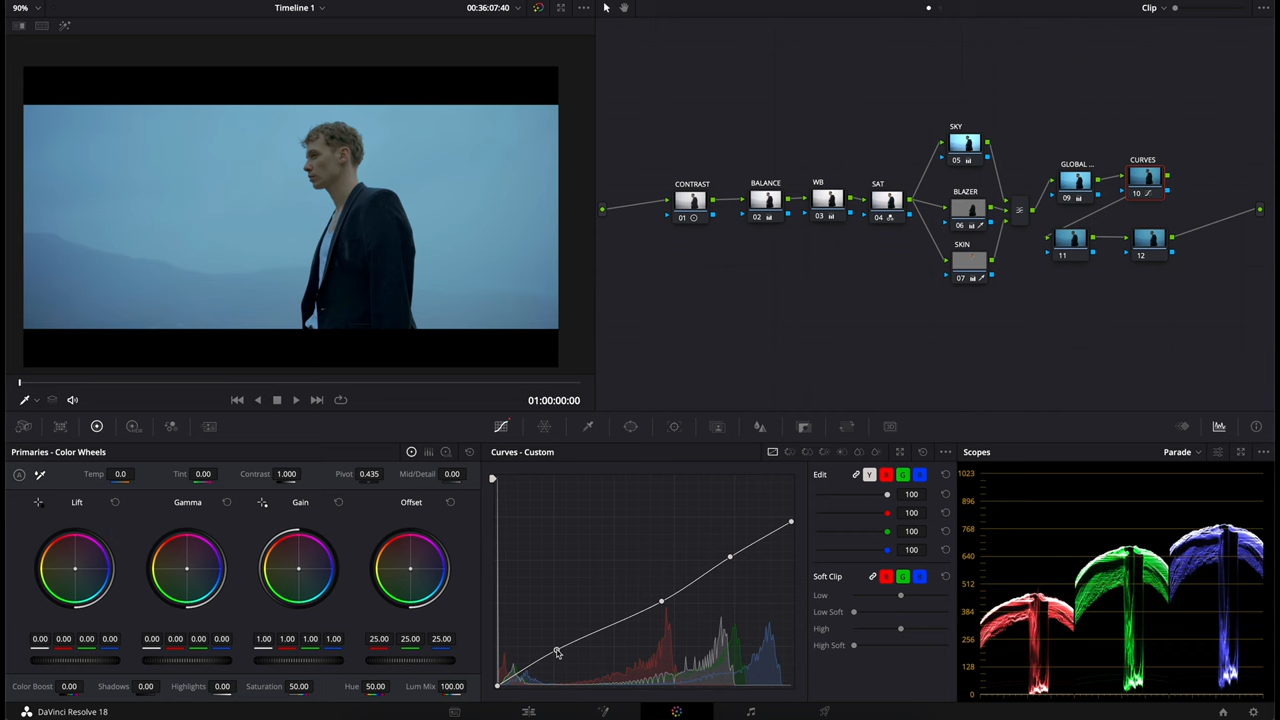 90%
Timeline 1
00:36:07:40
Clip
SKY
05
GLOBAL ...
09
CURVES
10
CONTRAST
01
BALANCE
02
WB
03
SAT
04
BLAZER
06
11
12
SKIN
07
01:00:00:00
Primaries - Color Wheels
Curves - Custom
Scopes
Parade
Temp 0.0
Tint 0.00
Contrast 1.000
Pivot 0.435
Mid/Detail 0.00
Lift
Gamma
Gain
Offset
0.00 0.00 0.00 0.00
0.00 0.00 0.00 0.00
1.00 1.00 1.00 1.00
25.00 25.00 25.00
Color Boost 0.00
Shadows 0.00
Highlights 0.00
Saturation 50.00
Hue 50.00
Lum Mix 100.00
Edit
Y R G B
100
100
100
100
Soft Clip
R G B
Low
Low Soft
High
High Soft
1023
896
768
640
512
384
256
128
0
DaVinci Resolve 18